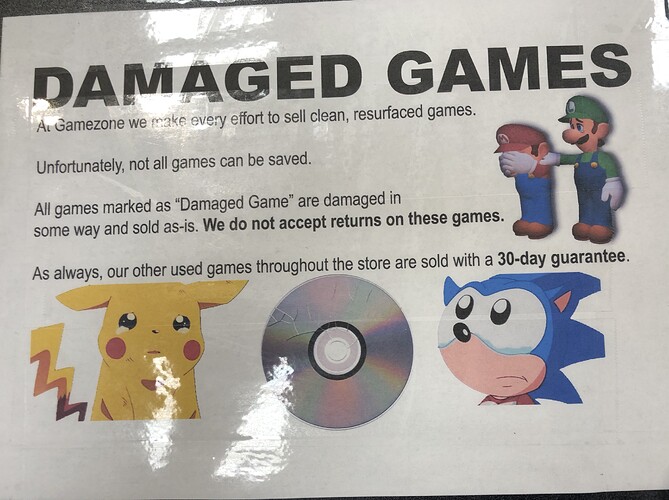 DAMAGED GAMES
At Gamezone we make every effort to sell clean, resurfaced games.
Unfortunately, not all games can be saved.
All games marked as "Damaged Game" are damaged in
some way and sold as-is. We do not accept returns on these games.
As always, our other used games throughout the store are sold with a 30-day guarantee.